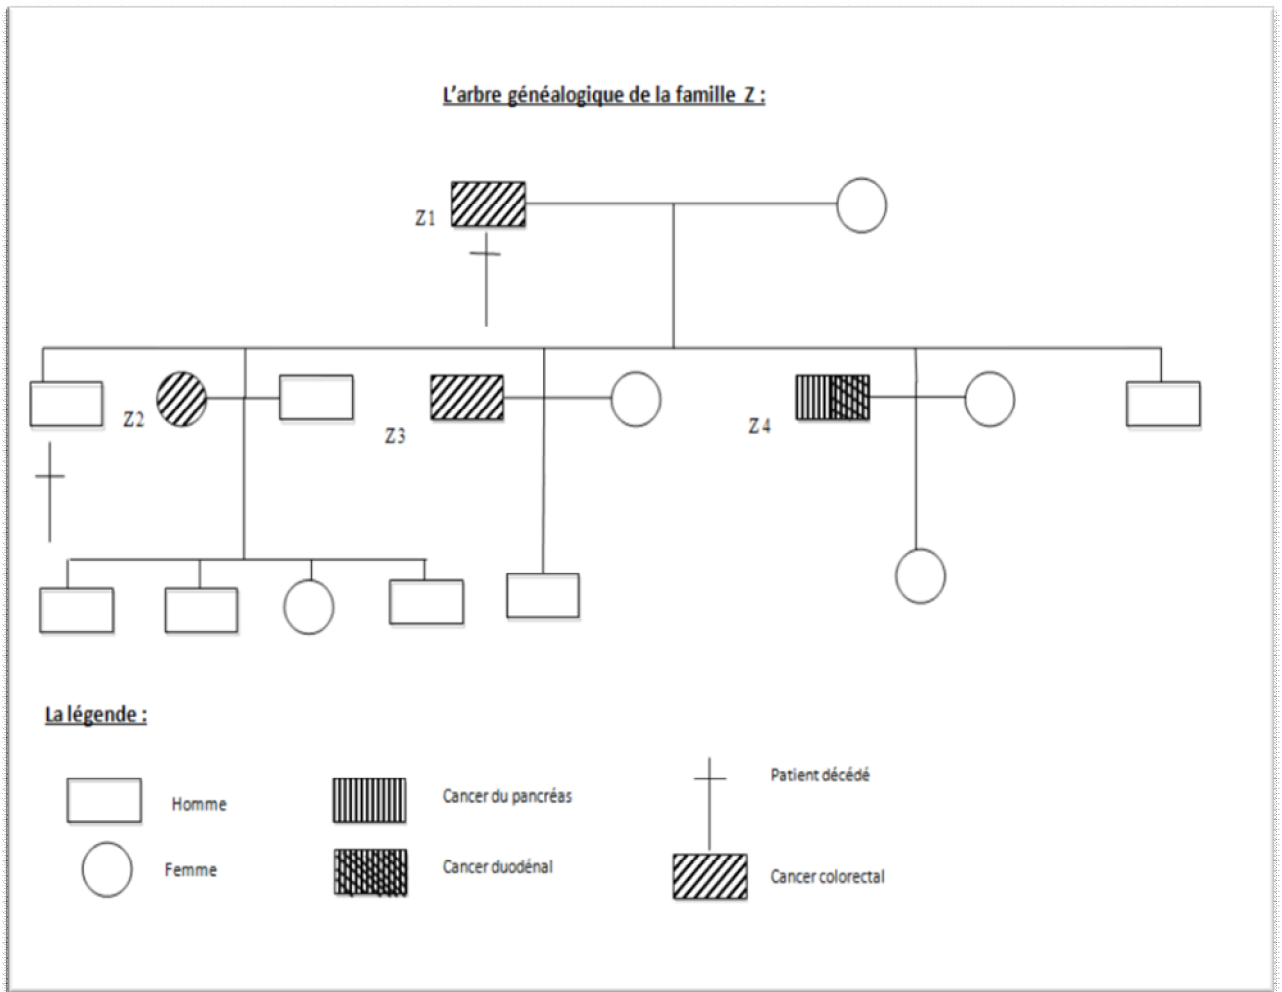 L'arbre généalogique de la famille Z :
Z1
Z2
Z3
Z4
La légende :
Homme
Cancer du pancréas
Patient décédé
Femme
Cancer duodénal
Cancer colorectal